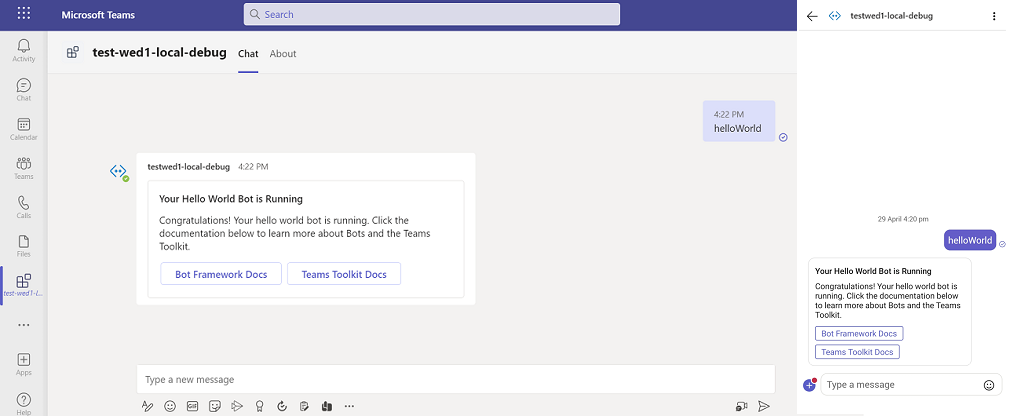 Microsoft Teams
Search
Activity
Chat
Calendar
Teams
Calls
Files
test-wed1-l...
Apps
Help
test-wed1-local-debug
Chat
About
4:22 PM
helloWorld
testwed1-local-debug 4:22 PM
Your Hello World Bot is Running
Congratulations! Your hello world bot is running. Click the
documentation below to learn more about Bots and the Teams
Toolkit.
Bot Framework Docs
Teams Toolkit Docs
Type a new message
GIF
testwed1-local-debug
29 April 4:20 pm
helloWorld
Your Hello World Bot is Running
Congratulations! Your hello world bot is
running. Click the documentation below
to learn more about Bots and the Teams
Toolkit.
Bot Framework Docs
Teams Toolkit Docs
Type a message